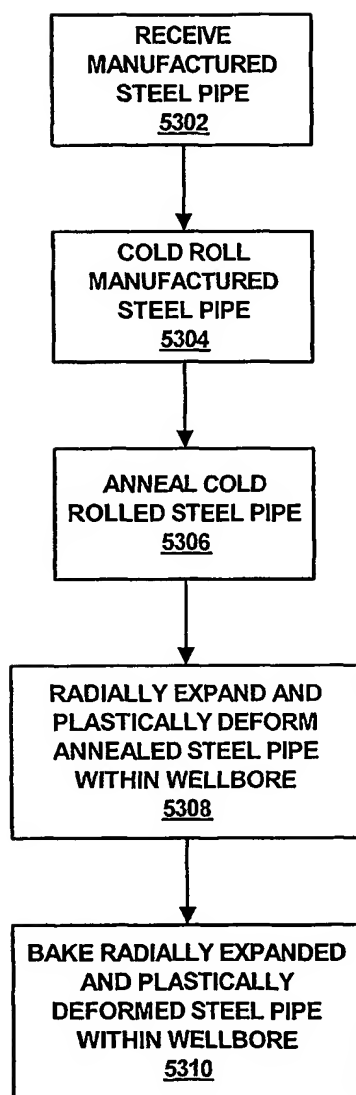 RECEIVE
MANUFACTURED
STEEL PIPE
5302
COLD ROLL
MANUFACTURED
STEEL PIPE
5304
ANNEAL COLD
ROLLED STEEL PIPE
5306
RADIALLY EXPAND AND
PLASTICALLY DEFORM
ANNEALED STEEL PIPE
WITHIN WELLBORE
5308
BAKE RADIALLY EXPANDED
AND PLASTICALLY
DEFORMED STEEL PIPE
WITHIN WELLBORE
5310